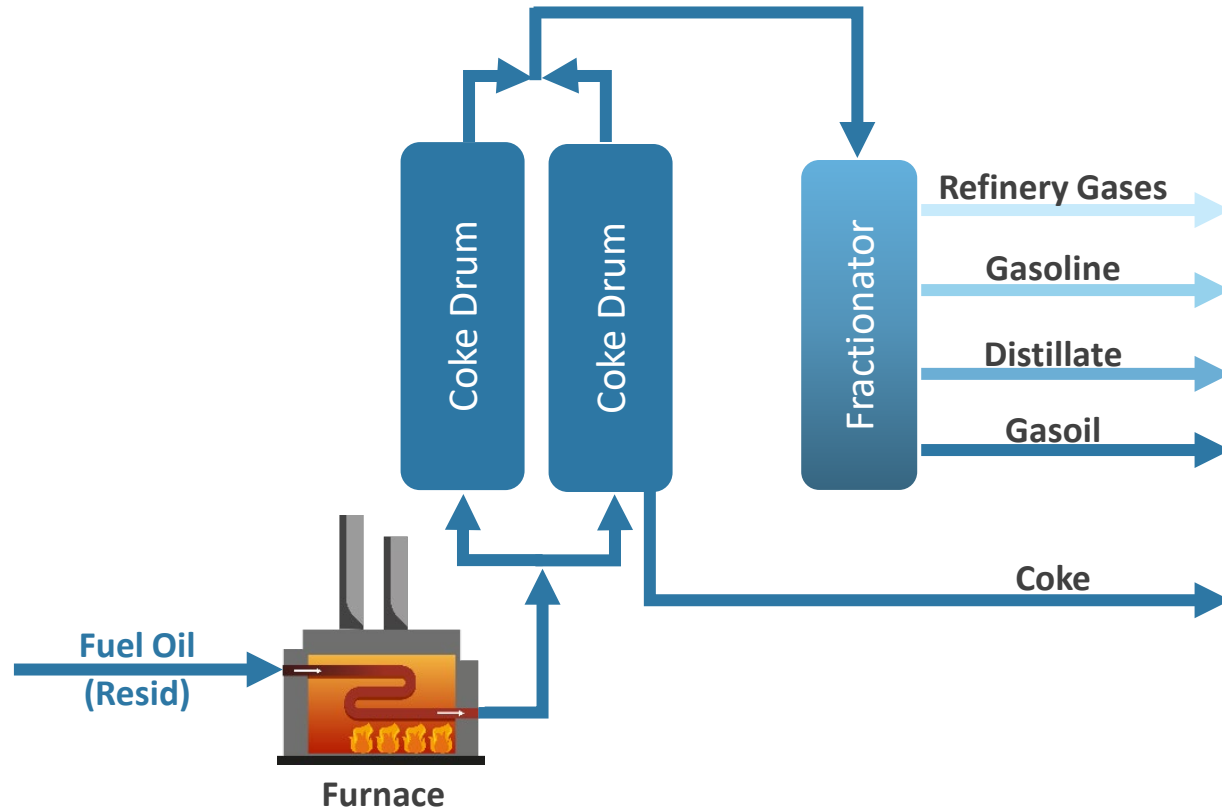 Coke Drum
Coke Drum
Fractionator
Refinery Gases
Gasoline
Distillate
Gasoil
Coke
Fuel Oil
(Resid)
Furnace